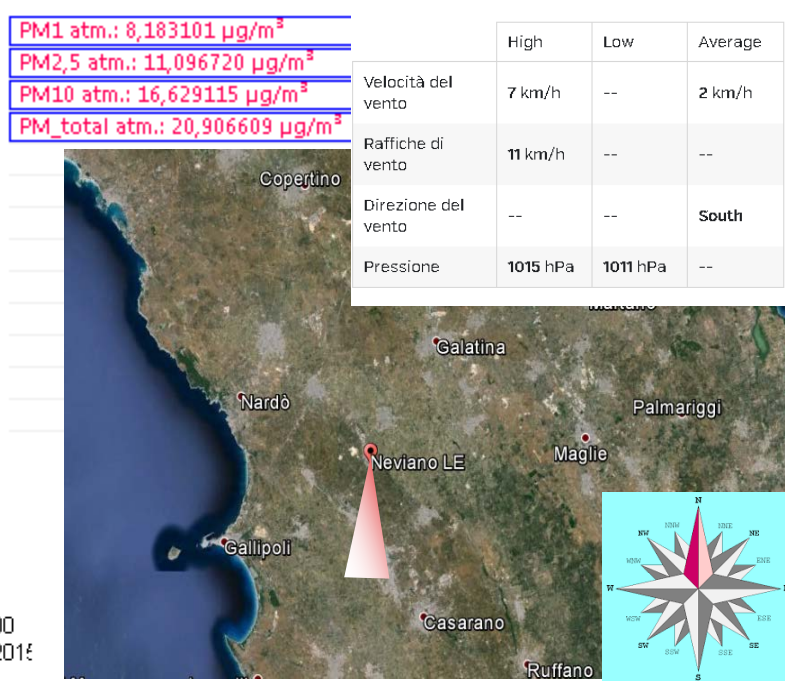 PM1 atm.: 8,183101 µg/m³
PM2,5 atm.: 11,096720 µg/m³
PM10 atm.: 16,629115 µg/m³
PM_total atm.: 20,906609 µg/m³
High Low Average
Velocità del
vento
7 km/h -- 2 km/h
Raffiche di
vento
11 km/h -- --
Direzione del
vento
-- -- South
Pressione 1015 hPa 1011 hPa --
Copertino
Galatina
Nardò
Palmariggi
Maglie
Neviano LE
Gallipoli
Casarano
Ruffano
N
NNW NNE
NW NE
WNW ENE
W
WSW ESE
SW SE
SSW SSE
S